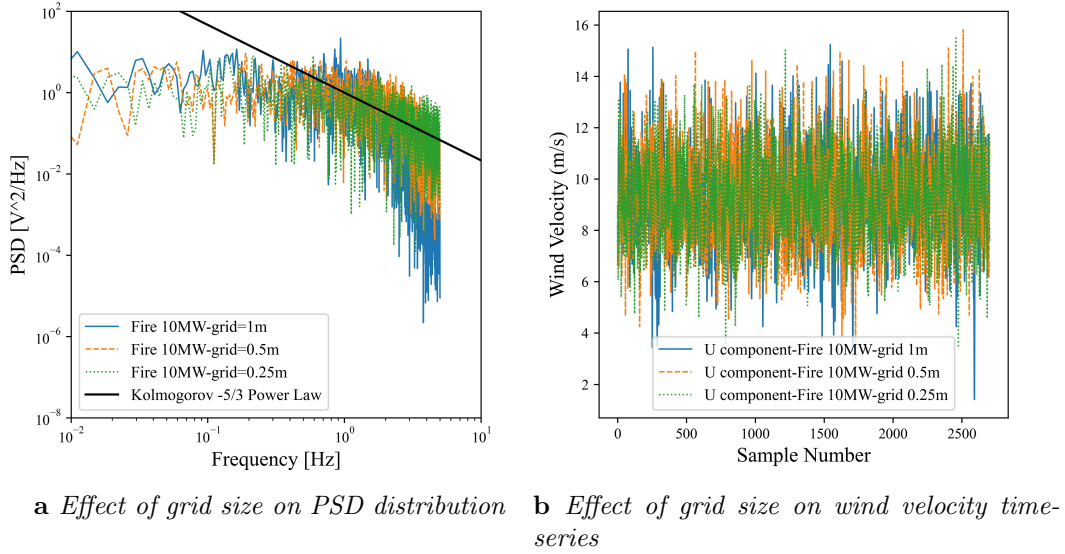 10^2
10^0
10^-2
10^-4
10^-6
10^-8
PSD [V^2/Hz]
Fire 10MW-grid=1m
Fire 10MW-grid=0.5m
Fire 10MW-grid=0.25m
Kolmogorov -5/3 Power Law
10^-2 10^-1 10^0 10^1
Frequency [Hz]
16
14
12
10
8
6
4
2
Wind Velocity (m/s)
U component-Fire 10MW-grid 1m
U component-Fire 10MW-grid 0.5m
U component-Fire 10MW-grid 0.25m
0 500 1000 1500 2000 2500
Sample Number
a Effect of grid size on PSD distribution
b Effect of grid size on wind velocity time-
series